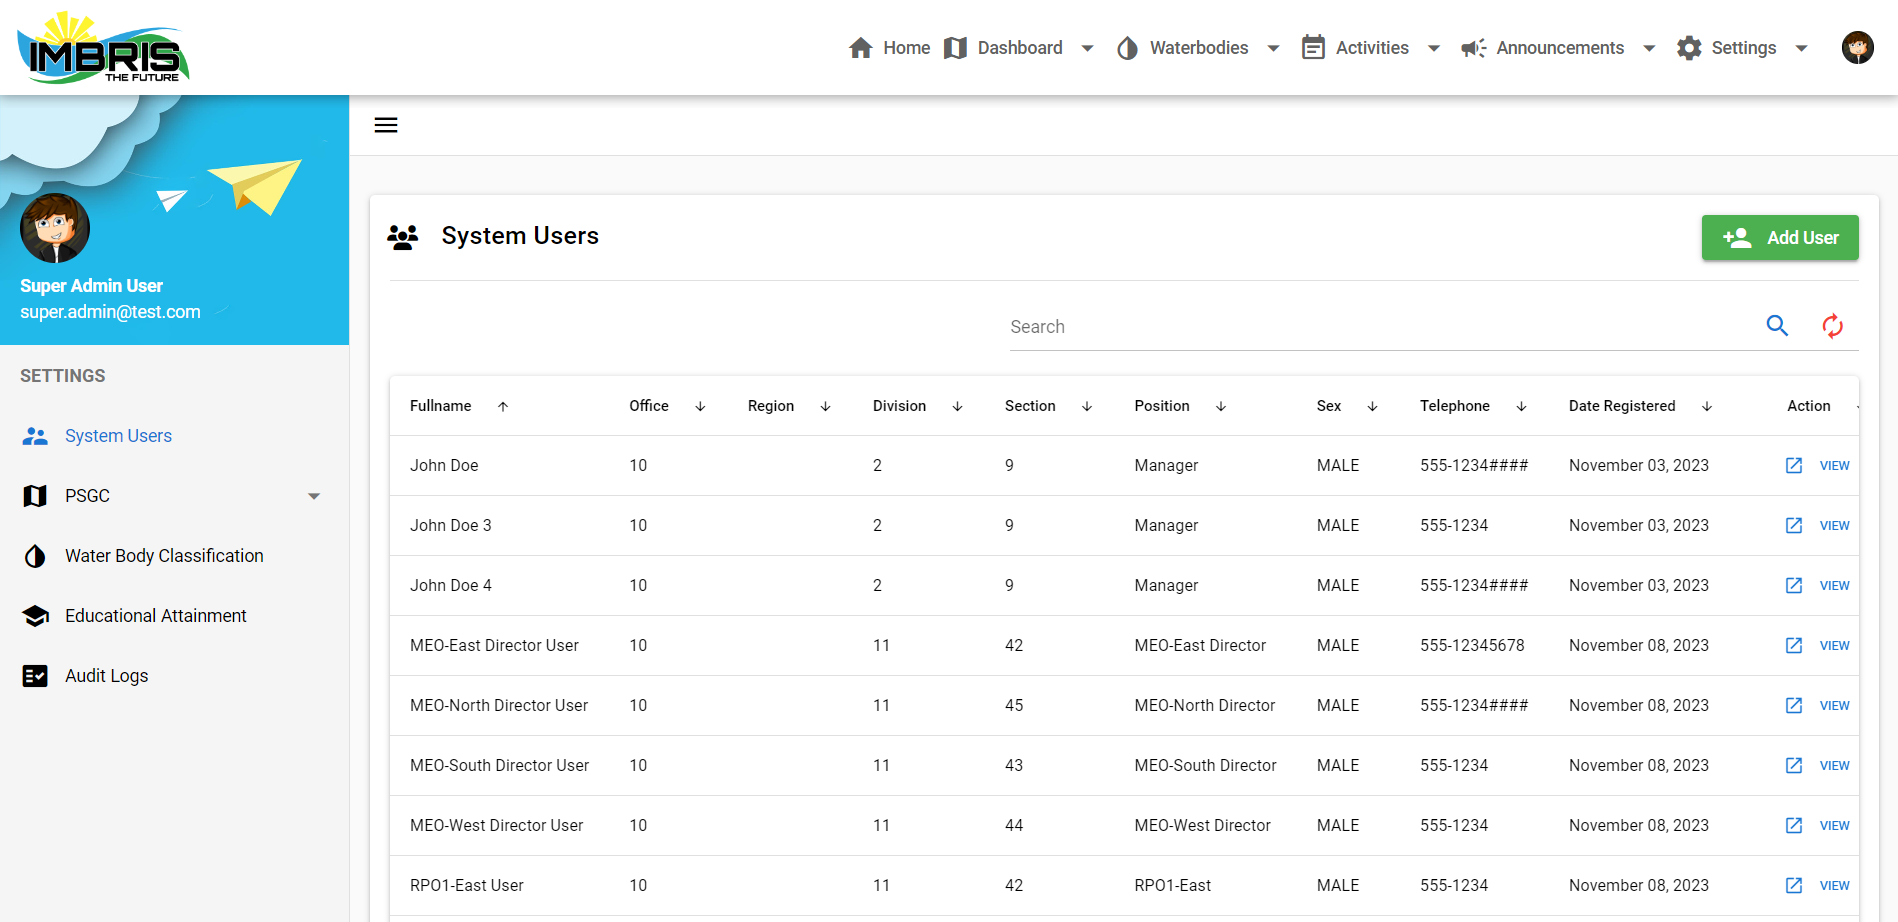 IMBRIS
THE FUTURE
Home Dashboard Waterbodies Activities Announcements Settings
Super Admin User
super.admin@test.com
SETTINGS
System Users
PSGC
Water Body Classification
Educational Attainment
Audit Logs
System Users
Add User
Search
Fullname Office Region Division Section Position Sex Telephone Date Registered Action
John Doe 10 2 9 Manager MALE 555-1234#### November 03, 2023 VIEW
John Doe 3 10 2 9 Manager MALE 555-1234 November 03, 2023 VIEW
John Doe 4 10 2 9 Manager MALE 555-1234#### November 03, 2023 VIEW
MEO-East Director User 10 11 42 MEO-East Director MALE 555-12345678 November 08, 2023 VIEW
MEO-North Director User 10 11 45 MEO-North Director MALE 555-1234#### November 08, 2023 VIEW
MEO-South Director User 10 11 43 MEO-South Director MALE 555-1234 November 08, 2023 VIEW
MEO-West Director User 10 11 44 MEO-West Director MALE 555-1234 November 08, 2023 VIEW
RPO1-East User 10 11 42 RPO1-East MALE 555-1234 November 08, 2023 VIEW